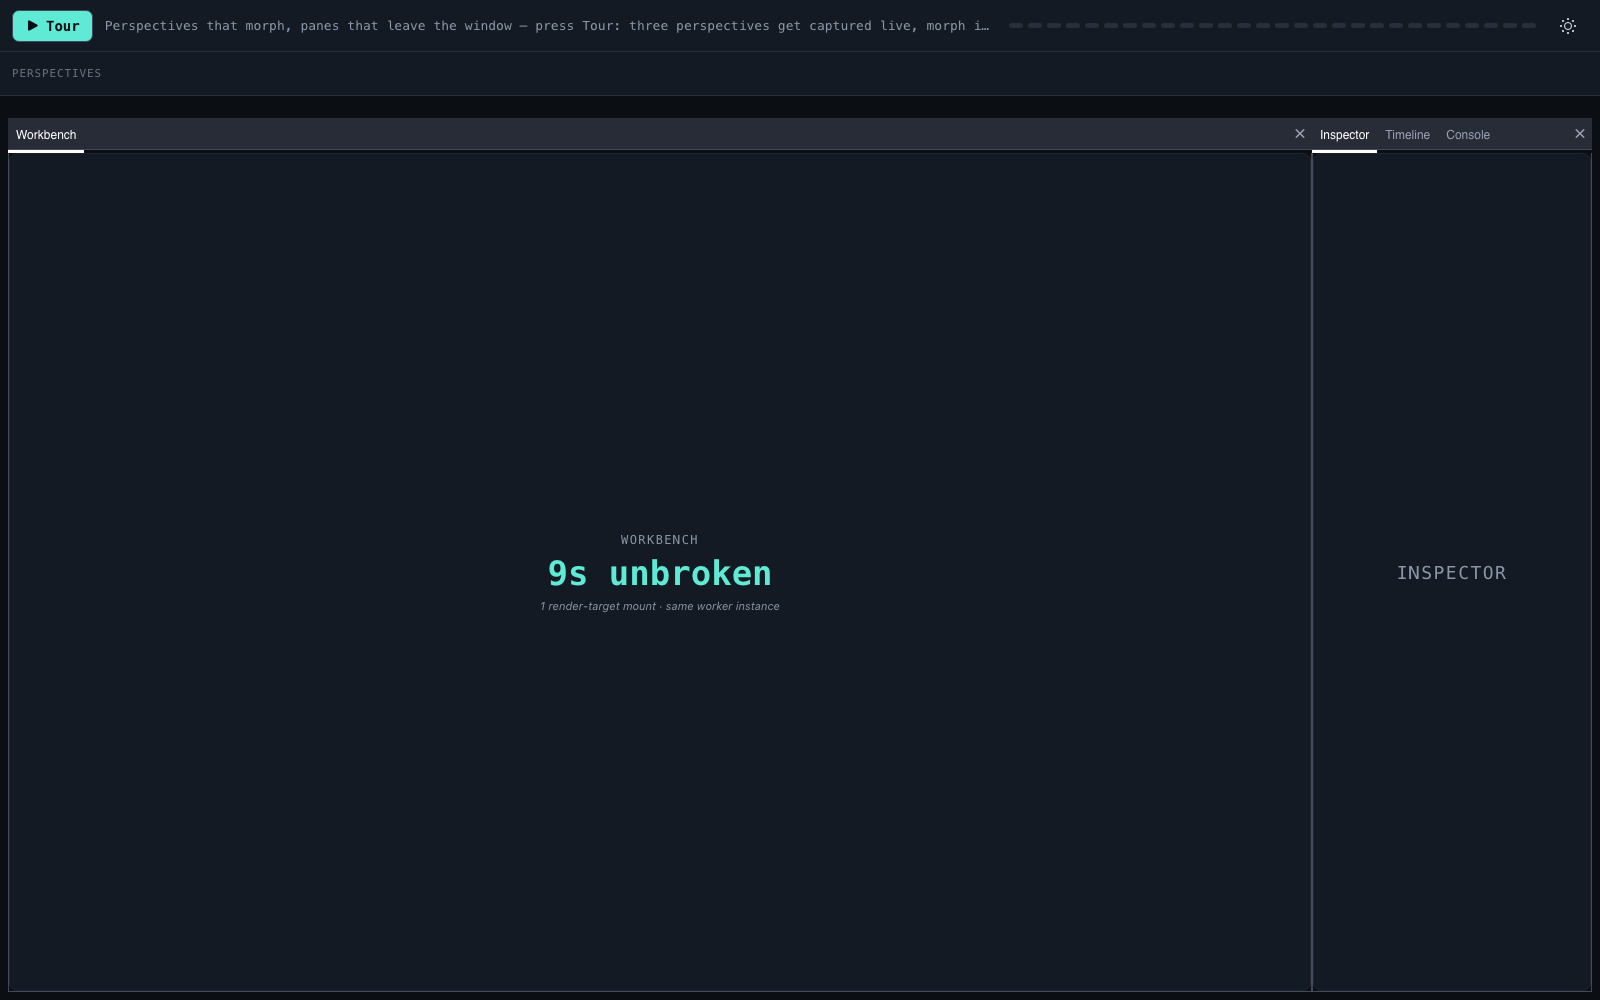 Tour
Perspectives that morph, panes that leave the window — press Tour: three perspectives get captured live, morph i…
PERSPECTIVES
Workbench
Inspector Timeline Console
WORKBENCH
9s unbroken
1 render-target mount · same worker instance
INSPECTOR